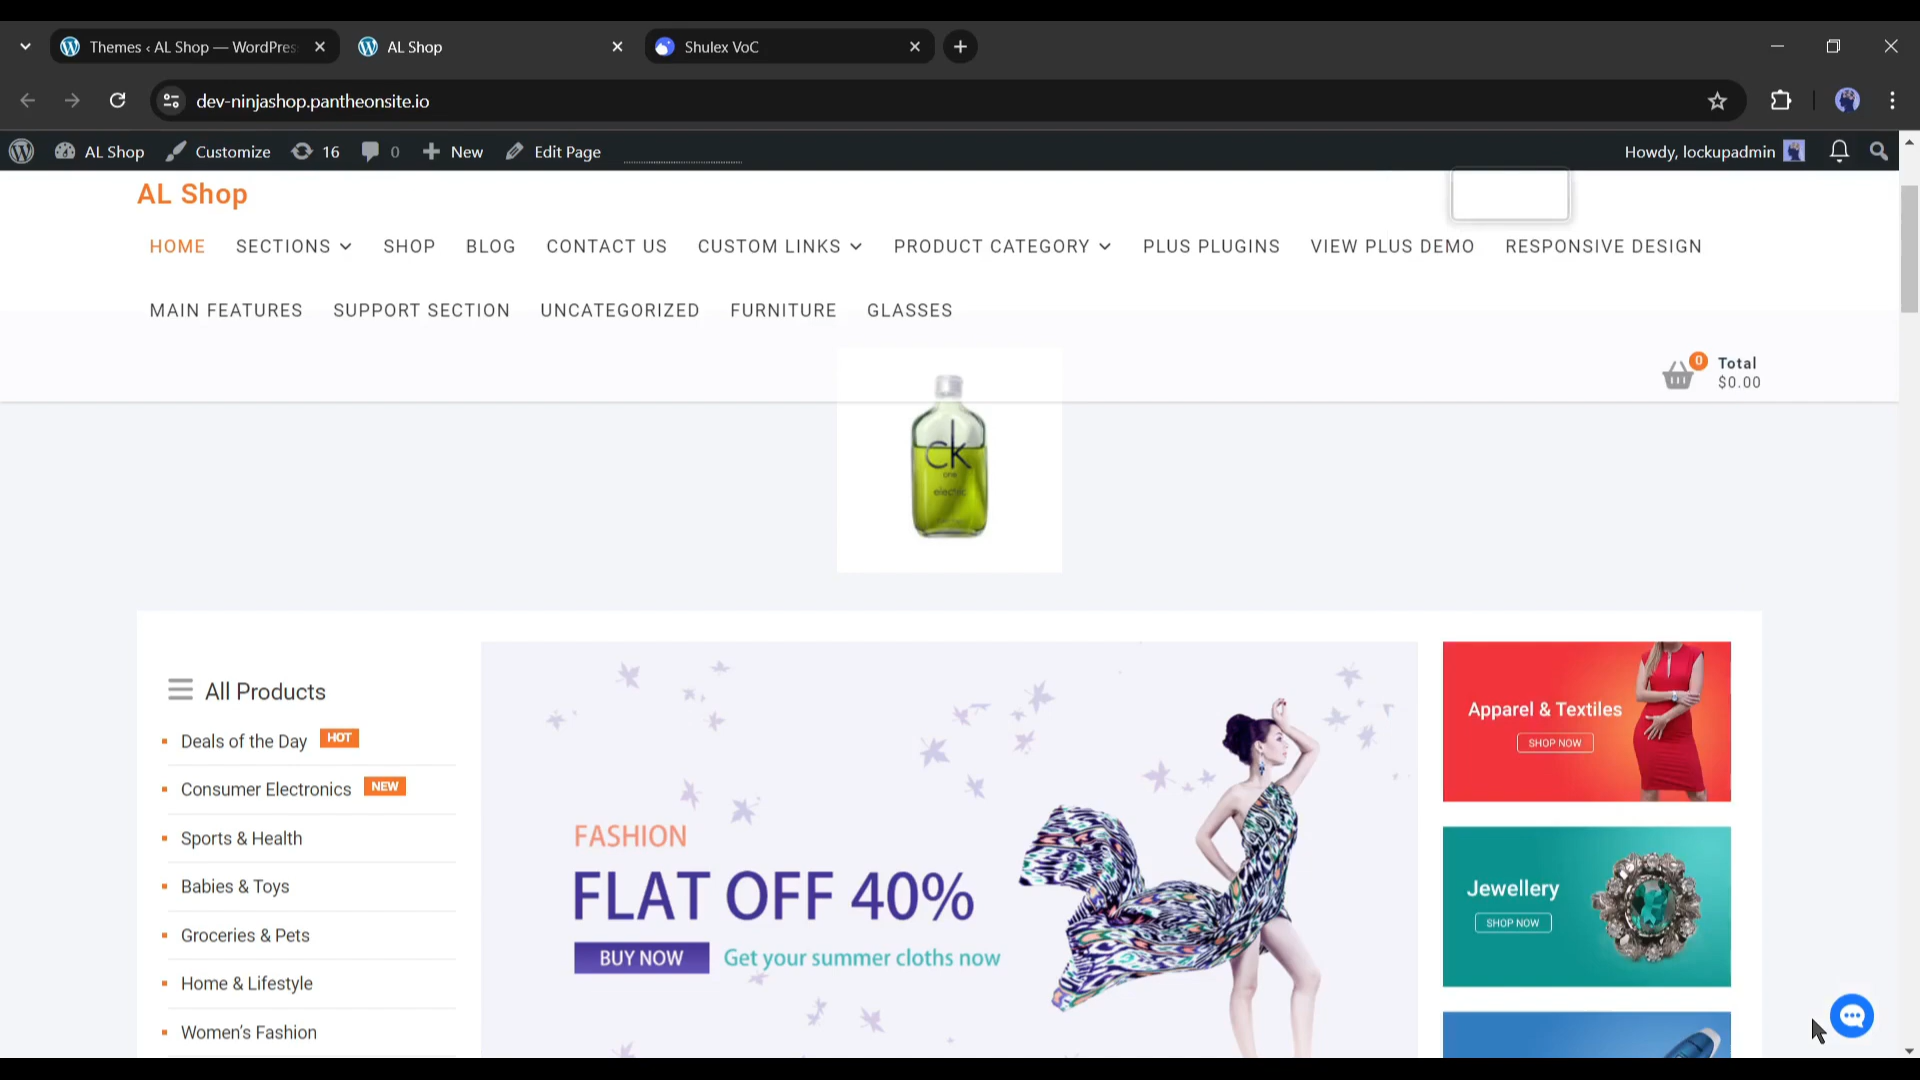 Themes ‹ AL Shop — WordPres
AL Shop
Shulex VoC
dev-ninjashop.pantheonsite.io
AL Shop
Customize
16
0
New
Edit Page
Howdy, lockupadmin
AL Shop
HOME
SECTIONS
SHOP
BLOG
CONTACT US
CUSTOM LINKS
PRODUCT CATEGORY
PLUS PLUGINS
VIEW PLUS DEMO
RESPONSIVE DESIGN
MAIN FEATURES
SUPPORT SECTION
UNCATEGORIZED
FURNITURE
GLASSES
0
Total
$0.00
ck
one
electric
All Products
Deals of the Day
HOT
Consumer Electronics
NEW
Sports & Health
Babies & Toys
Groceries & Pets
Home & Lifestyle
Women's Fashion
FASHION
FLAT OFF 40%
BUY NOW
Get your summer cloths now
Apparel & Textiles
SHOP NOW
Jewellery
SHOP NOW